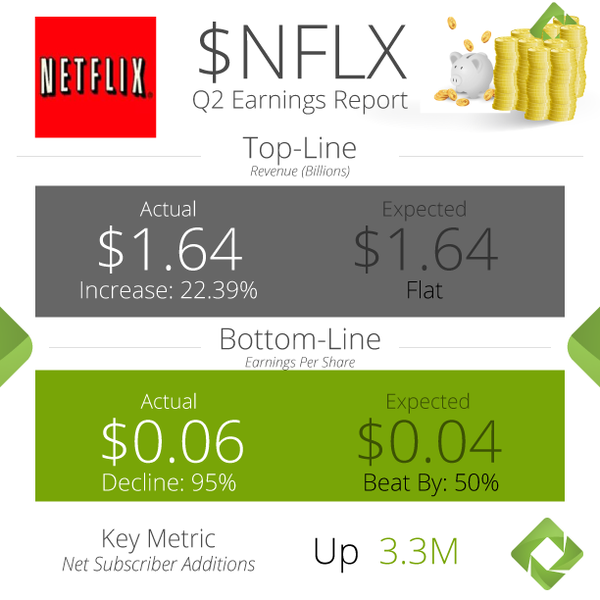 NETFLIX
$NFLX
Q2 Earnings Report
Top-Line
Revenue (Billions)
Actual
$1.64
Increase: 22.39%
Expected
$1.64
Flat
Bottom-Line
Earnings Per Share
Actual
$0.06
Decline: 95%
Expected
$0.04
Beat By: 50%
Key Metric
Net Subscriber Additions
Up 3.3M